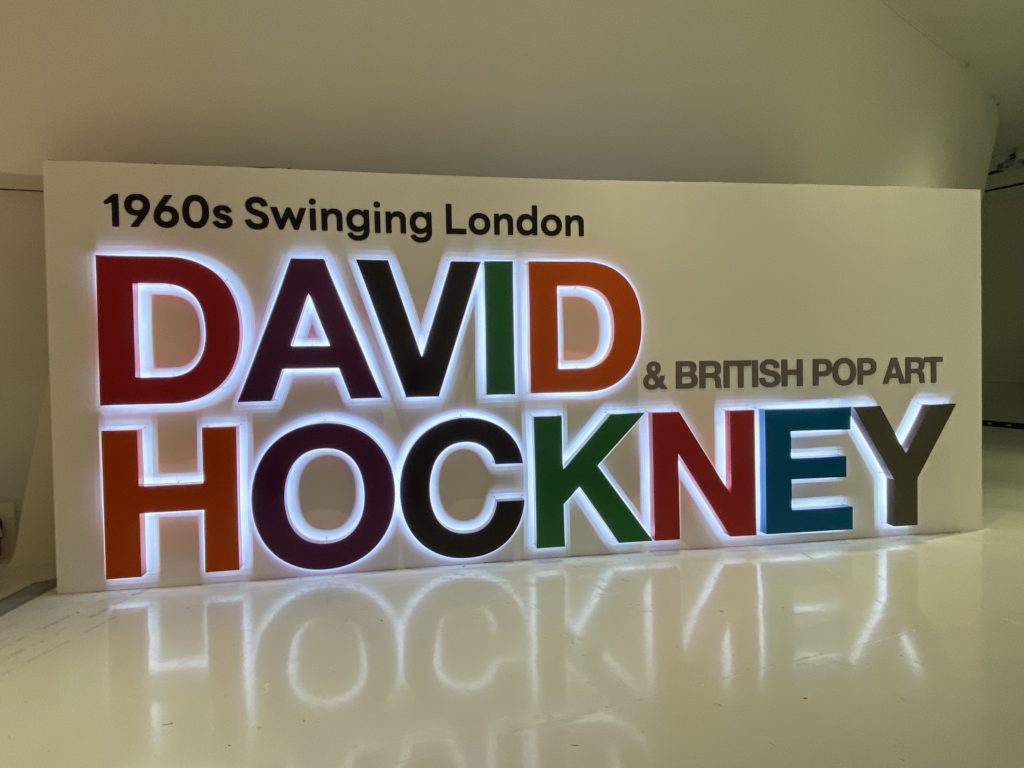 1960s Swinging London
DAVID
& BRITISH POP ART
HOCKNEY